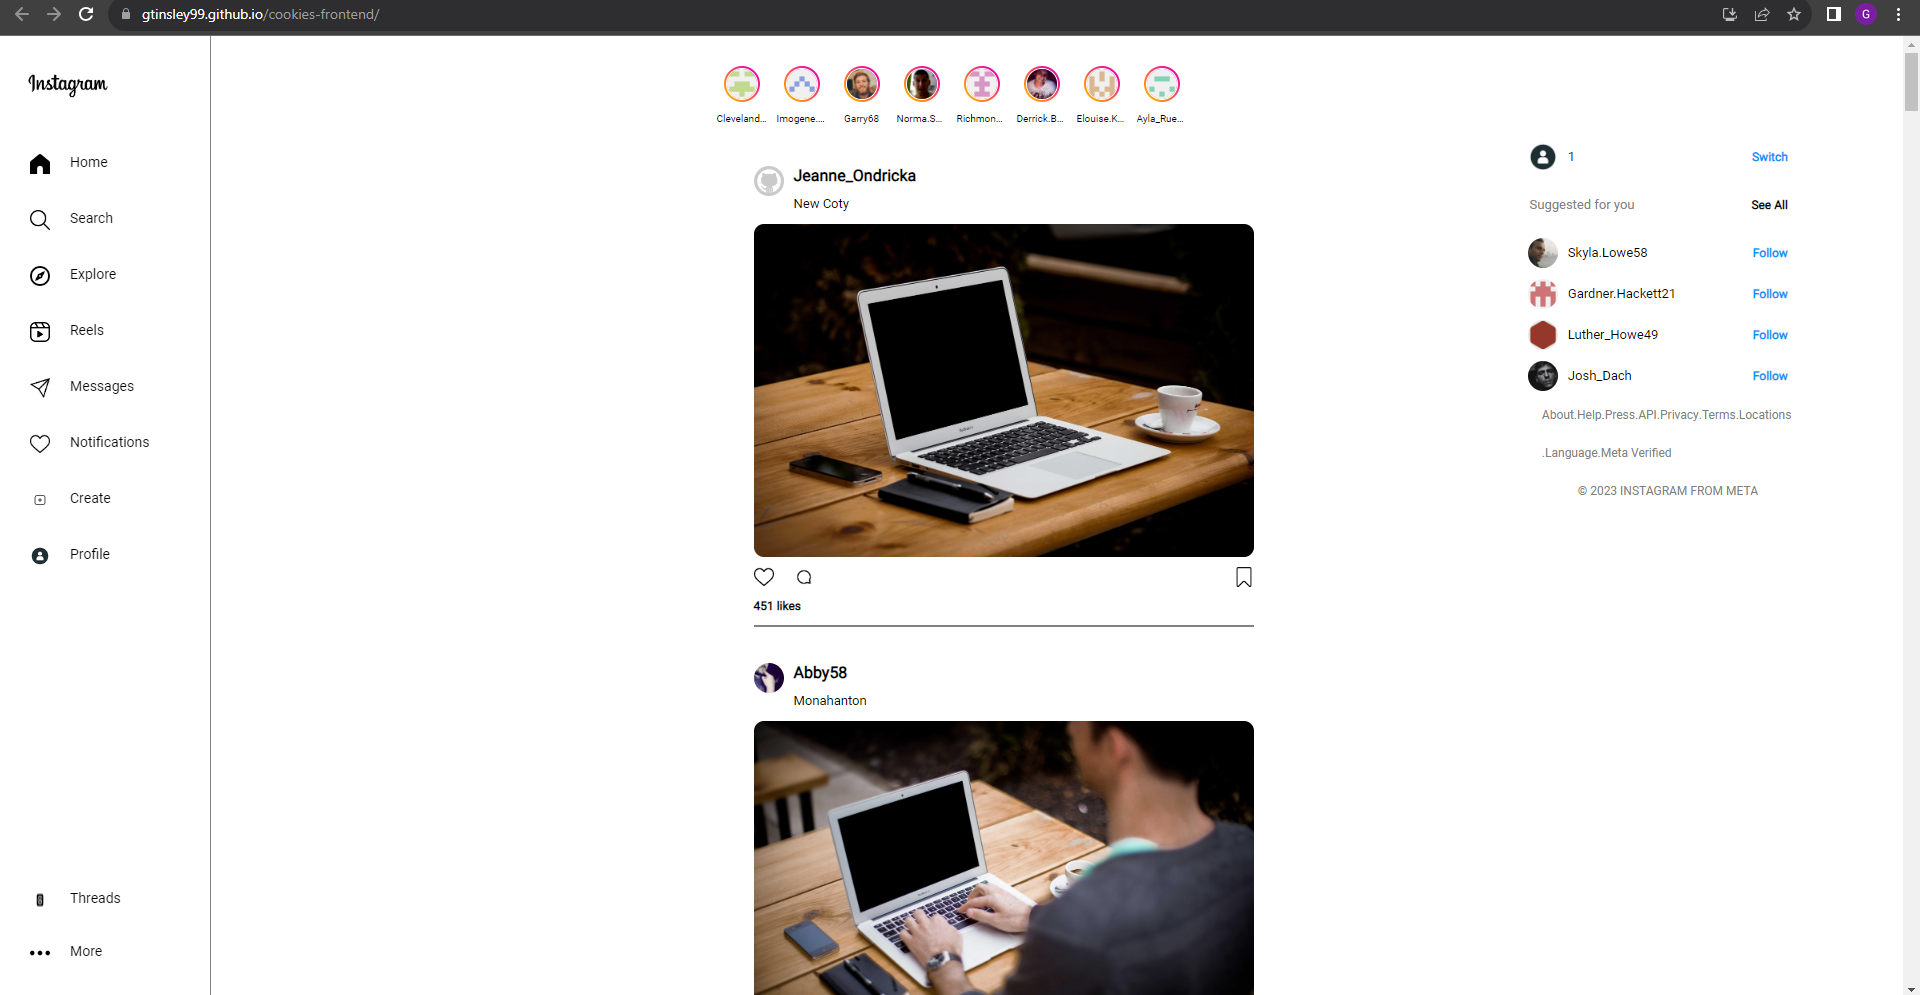 gtinsley99.github.io/cookies-frontend/
G
Instagram
Home
Search
Explore
Reels
Messages
Notifications
Create
Profile
Threads
More
Cleveland... Imogene.... Garry68 Norma.S... Richmon... Derrick.B... Elouise.K... Ayla_Rue...
Jeanne_Ondricka
New Coty
451 likes
Abby58
Monahanton
1 Switch
Suggested for you See All
Skyla.Lowe58 Follow
Gardner.Hackett21 Follow
Luther_Howe49 Follow
Josh_Dach Follow
About.Help.Press.API.Privacy.Terms.Locations
.Language.Meta Verified
© 2023 INSTAGRAM FROM META